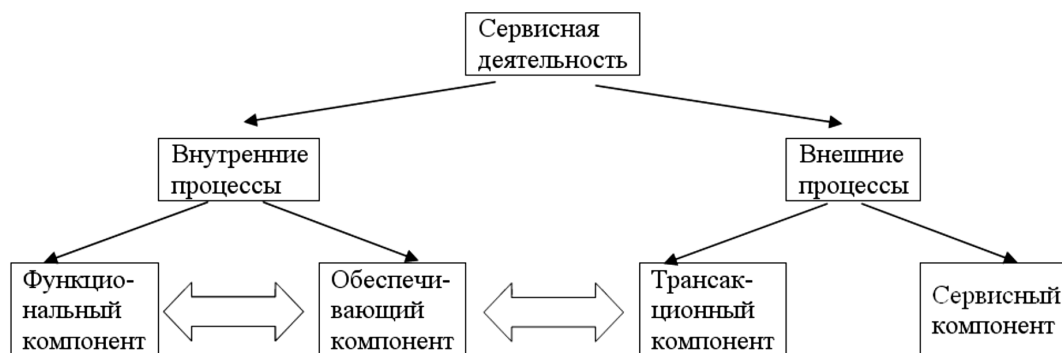 Сервисная
деятельность
Внутренние
процессы
Внешние
процессы
Функцио-
нальный
компонент
Обеспечи-
вающий
компонент
Трансак-
ционный
компонент
Сервисный
компонент